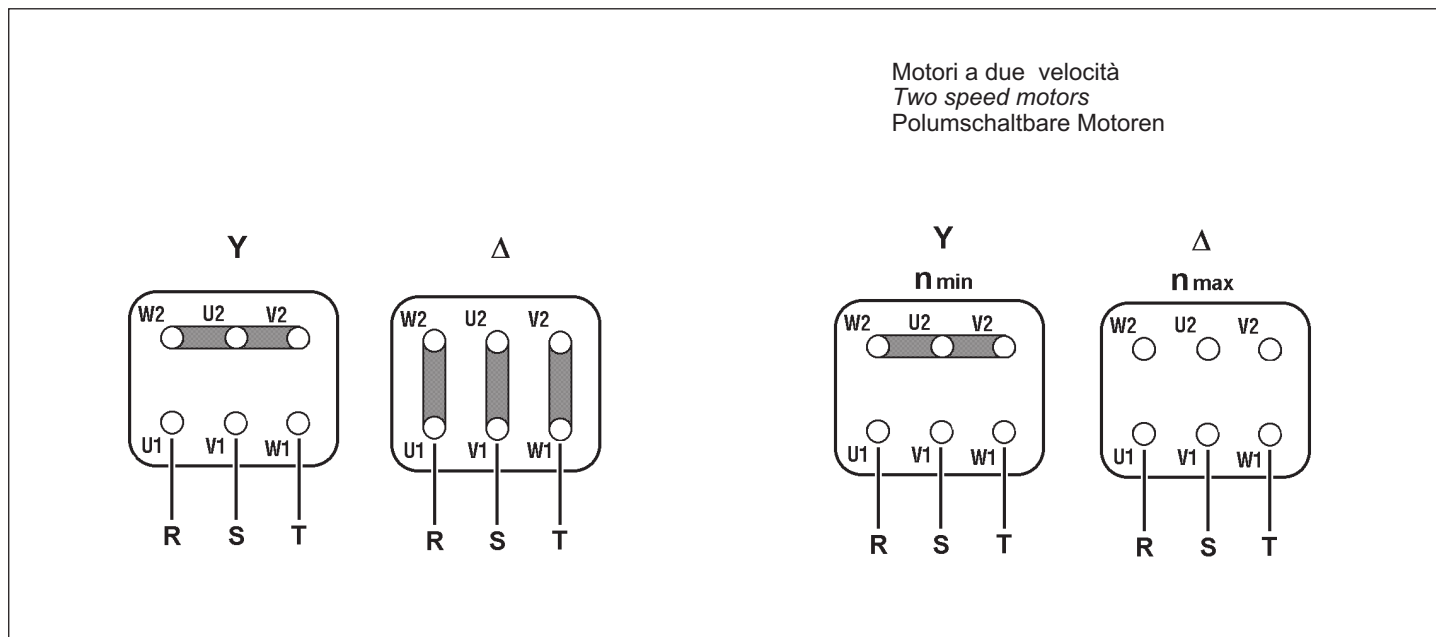 Motori a due velocità
Two speed motors
Polumschaltbare Motoren
Y Δ
W2 U2 V2
U1 V1 W1
R S T
W2 U2 V2
U1 V1 W1
R S T
Y Δ
n min n max
W2 U2 V2
U1 V1 W1
R S T
W2 U2 V2
U1 V1 W1
R S T